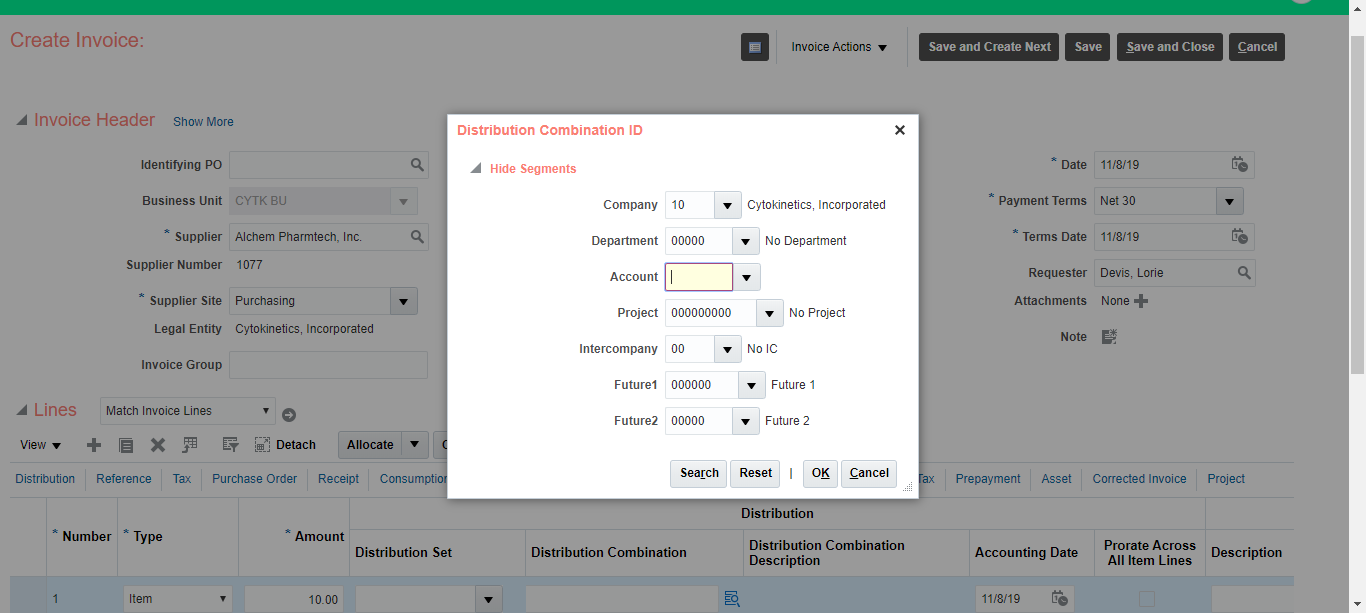 Create Invoice:
Invoice Actions
Save and Create Next
Save
Save and Close
Cancel
Invoice Header
Show More
Identifying PO
Business Unit CYTK BU
* Supplier Alchem Pharmtech, Inc.
Supplier Number 1077
* Supplier Site Purchasing
Legal Entity Cytokinetics, Incorporated
Invoice Group
* Date 11/8/19
* Payment Terms Net 30
* Terms Date 11/8/19
Requester Devis, Lorie
Attachments None
Note
Distribution Combination ID
Hide Segments
Company 10 Cytokinetics, Incorporated
Department 00000 No Department
Account
Project 000000000 No Project
Intercompany 00 No IC
Future1 000000 Future 1
Future2 00000 Future 2
Search
Reset
|
OK
Cancel
Lines
Match Invoice Lines
View
Detach
Allocate
Distribution
Reference
Tax
Purchase Order
Receipt
Consumption
Tax
Prepayment
Asset
Corrected Invoice
Project
Distribution
* Number
* Type
* Amount
Distribution Set
Distribution Combination
Distribution Combination
Description
Accounting Date
Prorate Across
All Item Lines
Description
1
Item
10.00
11/8/19